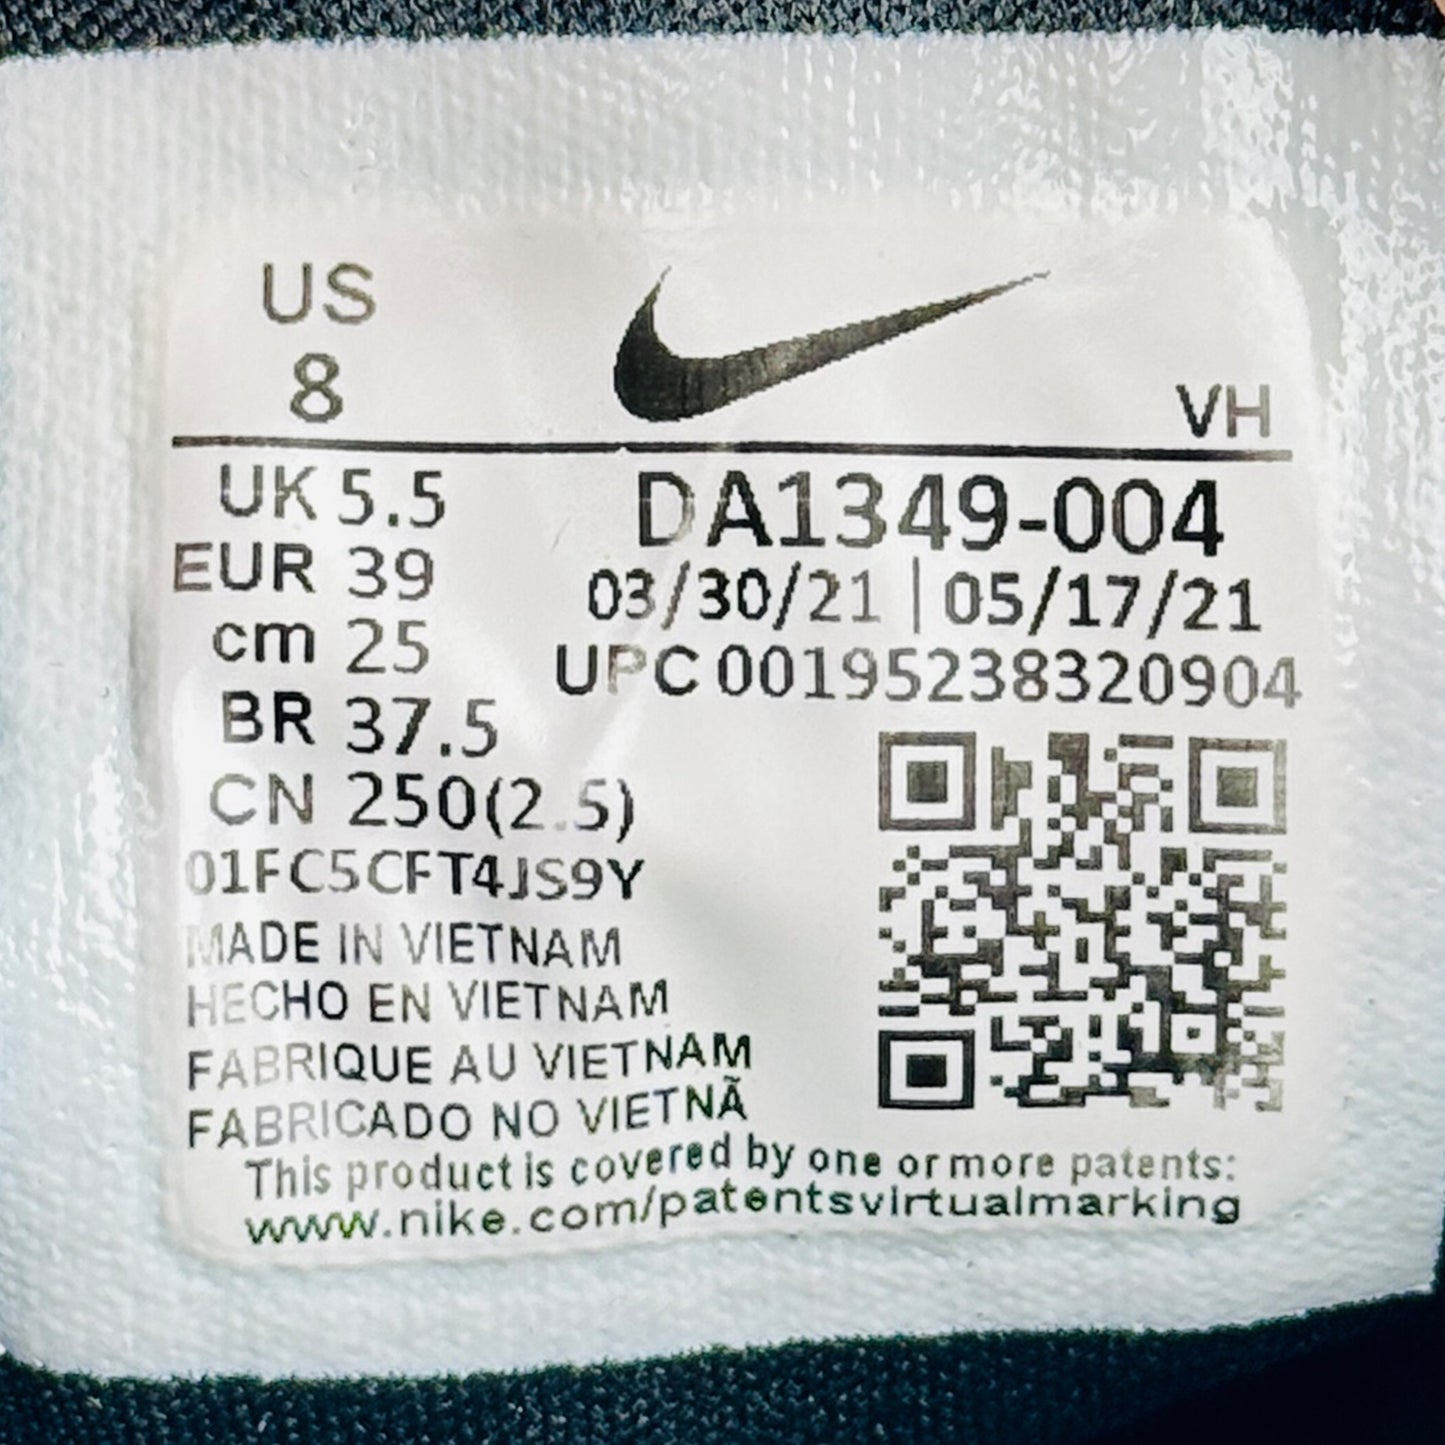 US
8
VH
UK 5.5
EUR 39
cm 25
BR 37.5
CN 250(2.5)
DA1349-004
03/30/21 | 05/17/21
UPC 00195238320904
01FC5CFT4JS9Y
MADE IN VIETNAM
HECHO EN VIETNAM
FABRIQUE AU VIETNAM
FABRICADO NO VIETNÃ
This product is covered by one or more patents:
www.nike.com/patentsvirtualmarking